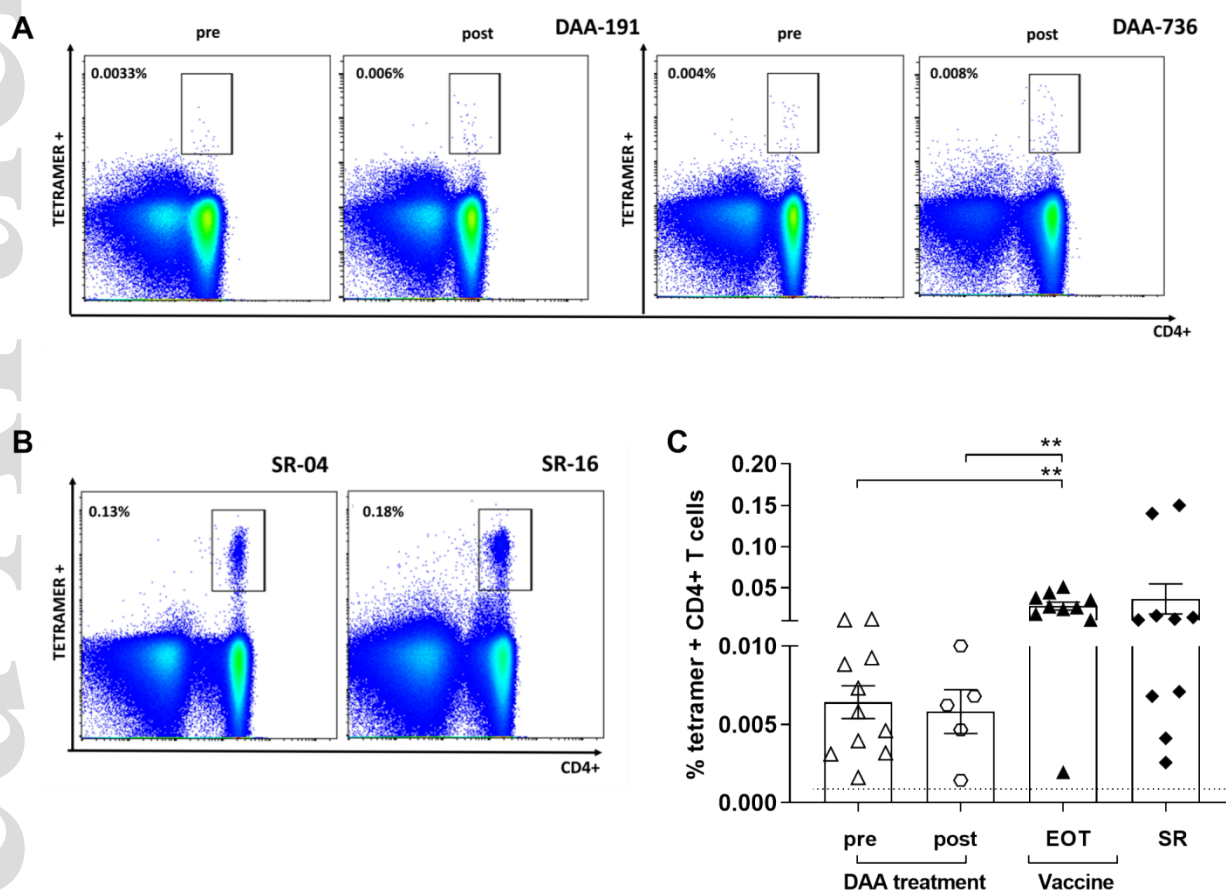 A
pre
post
DAA-191
pre
post
DAA-736
0.0033%
0.006%
0.004%
0.008%
TETRAMER +
TETRAMER +
CD4+
B
SR-04
SR-16
0.13%
0.18%
TETRAMER +
CD4+
C
**
**
0.20
0.15
0.10
0.05
0.010
0.005
0.000
% tetramer + CD4+ T cells
pre
post
EOT
SR
DAA treatment
Vaccine